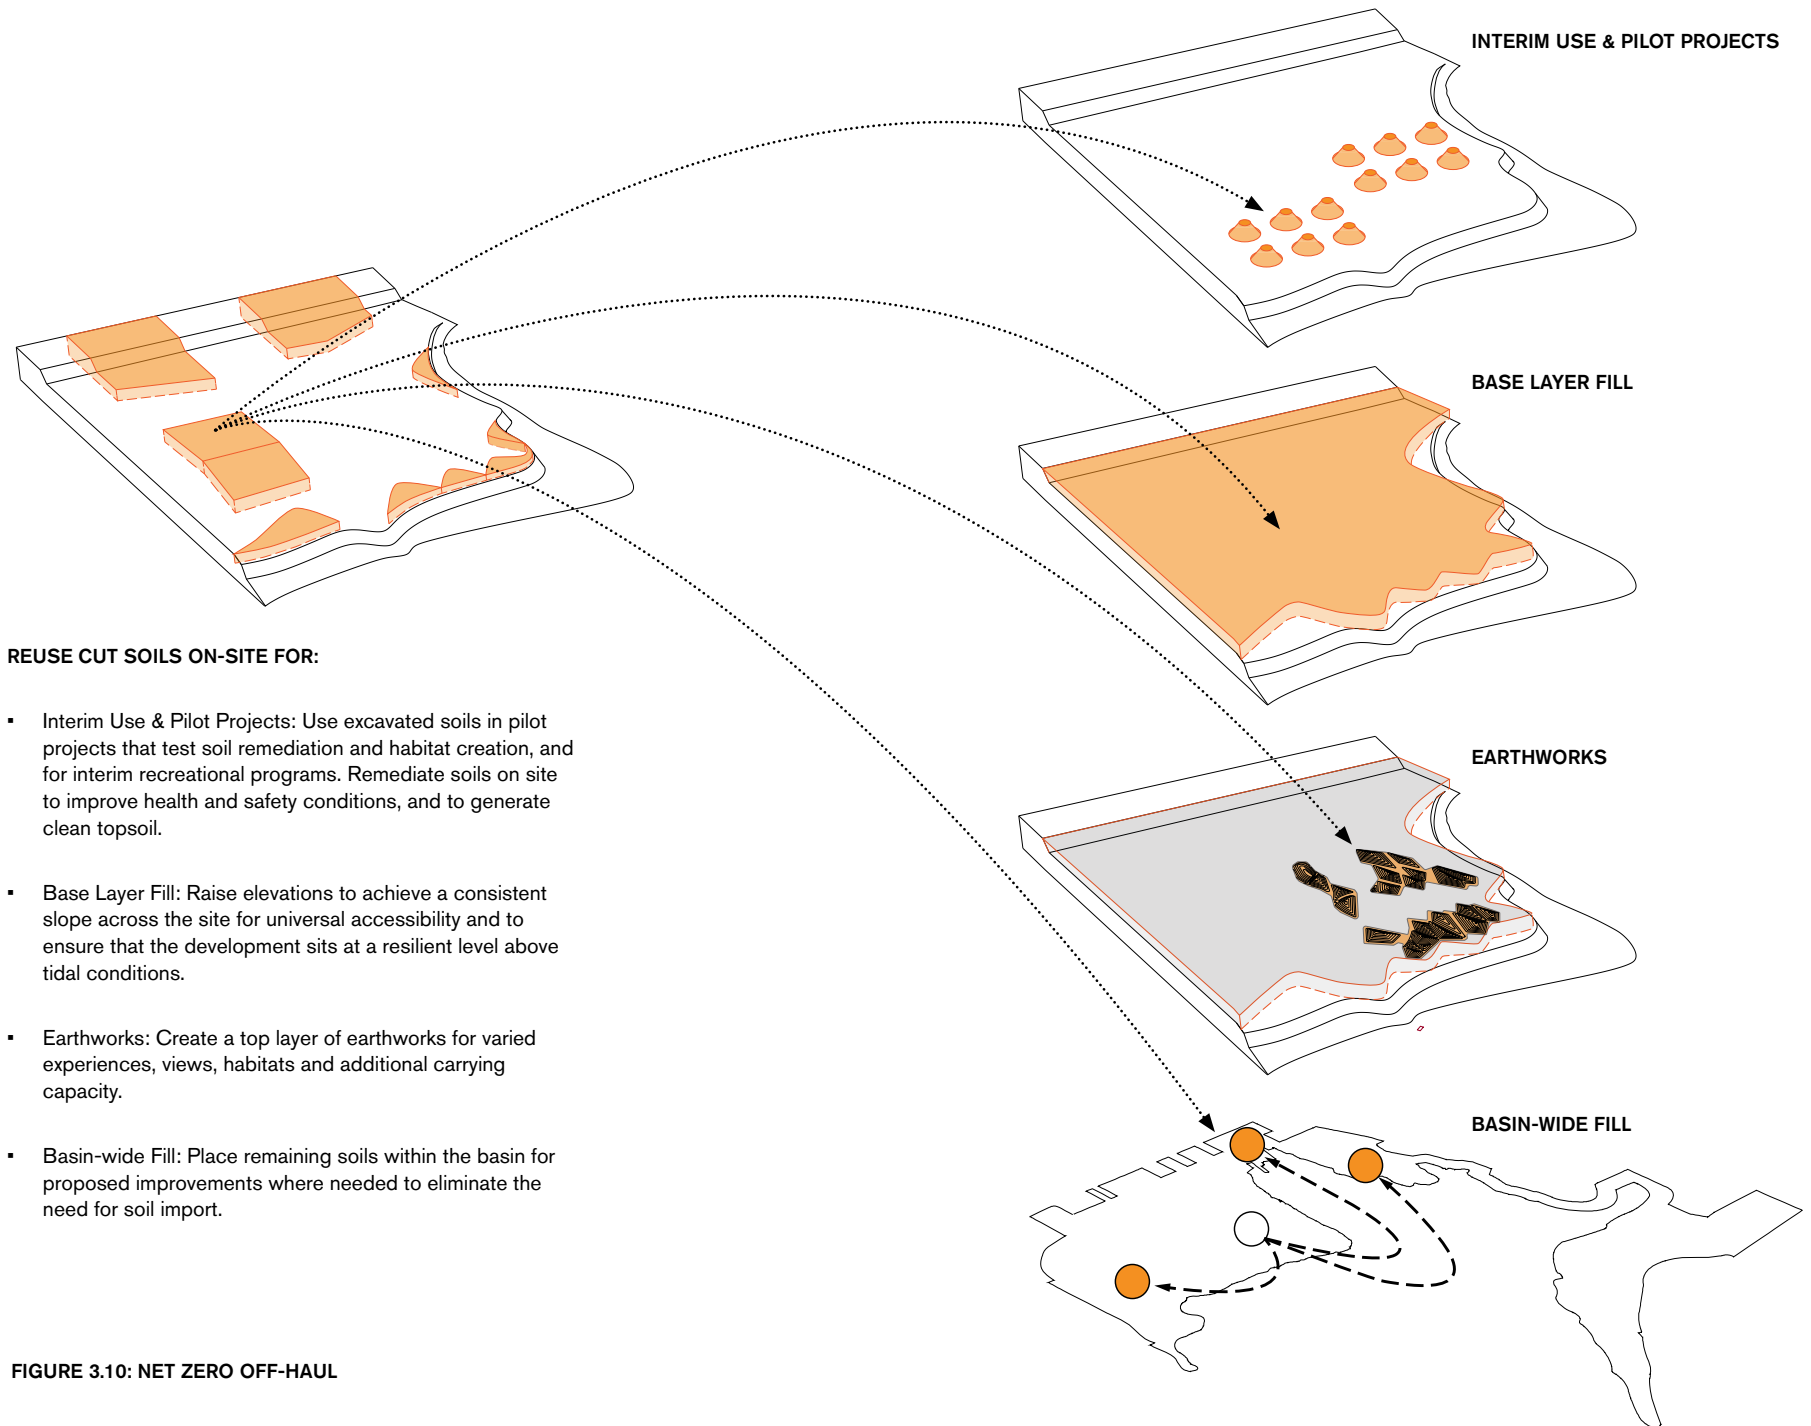 INTERIM USE & PILOT PROJECTS
BASE LAYER FILL
REUSE CUT SOILS ON-SITE FOR:
▪ Interim Use & Pilot Projects: Use excavated soils in pilot
projects that test soil remediation and habitat creation, and
for interim recreational programs. Remediate soils on site
to improve health and safety conditions, and to generate
clean topsoil.
▪ Base Layer Fill: Raise elevations to achieve a consistent
slope across the site for universal accessibility and to
ensure that the development sits at a resilient level above
tidal conditions.
▪ Earthworks: Create a top layer of earthworks for varied
experiences, views, habitats and additional carrying
capacity.
▪ Basin-wide Fill: Place remaining soils within the basin for
proposed improvements where needed to eliminate the
need for soil import.
EARTHWORKS
BASIN-WIDE FILL
FIGURE 3.10: NET ZERO OFF-HAUL